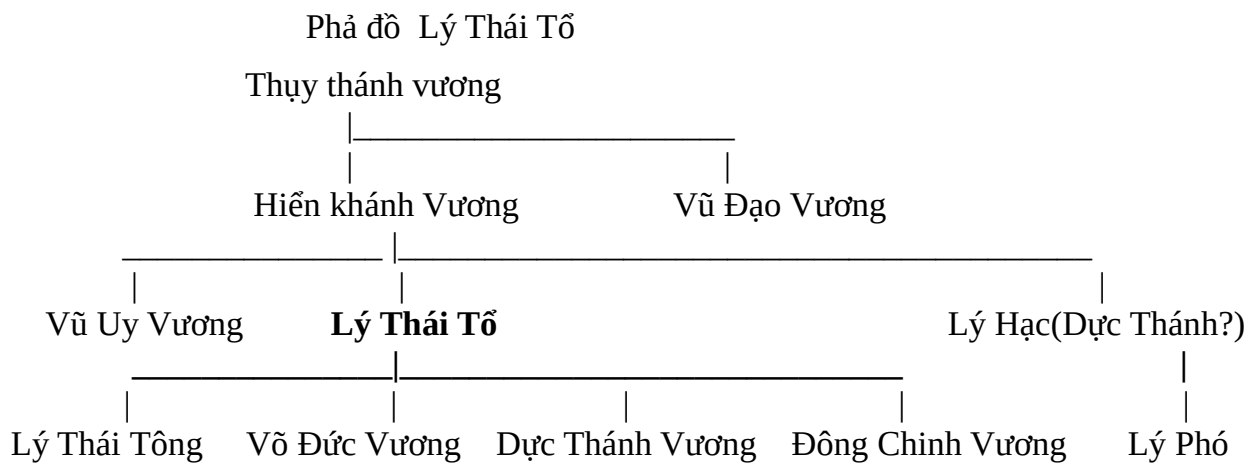 Phả đồ Lý Thái Tổ
Thụy thánh vương
Hiển khánh Vương Vũ Đạo Vương
Vũ Uy Vương Lý Thái Tổ Lý Hạc(Dực Thánh?)
Lý Thái Tông Võ Đức Vương Dực Thánh Vương Đông Chinh Vương Lý Phó